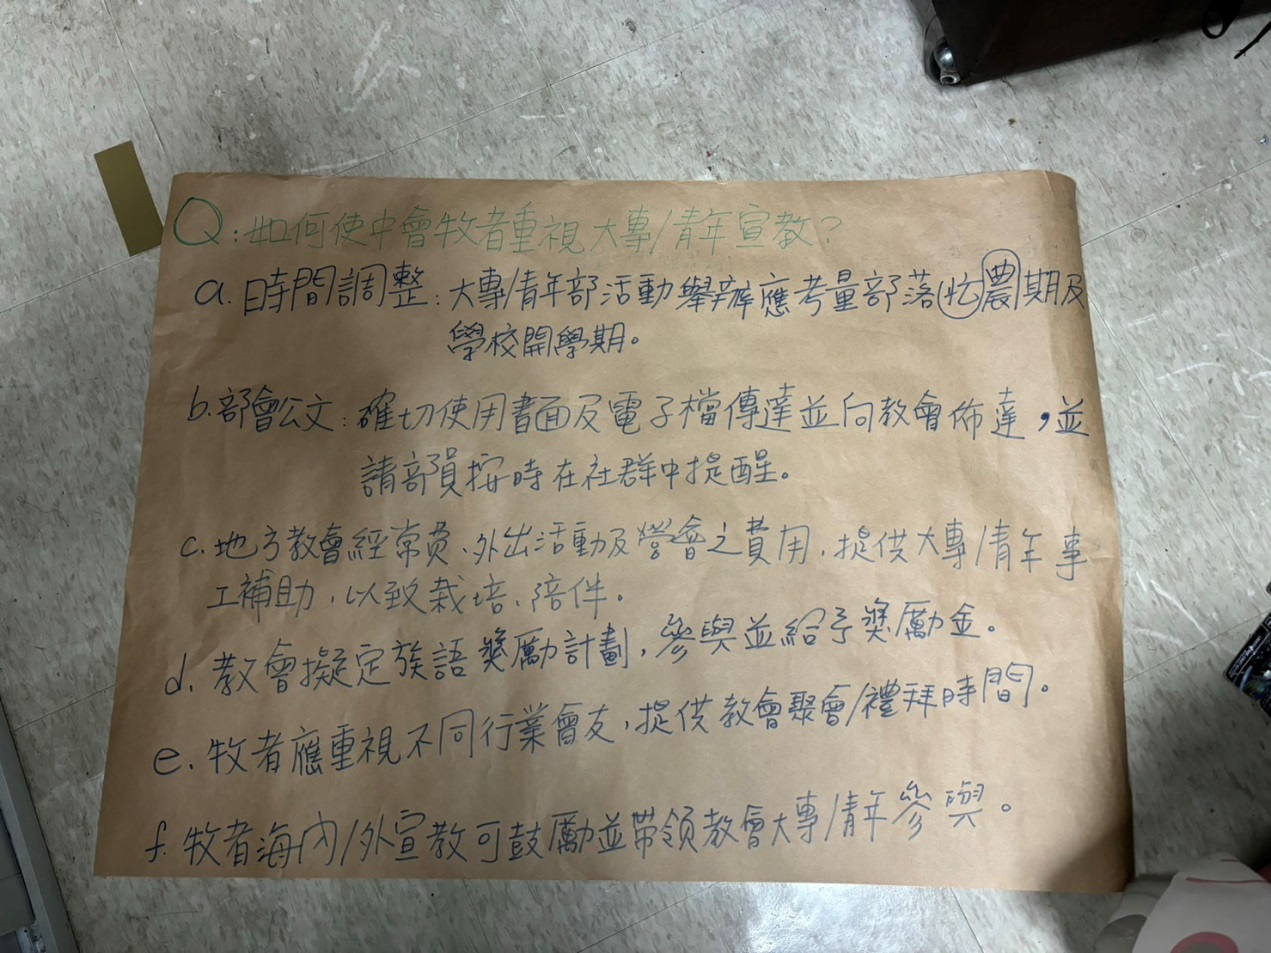 Q:如何使中會牧者重視大專/青年宣教?
a. 時間調整:大專/青年部活動舉辦應考量部落忙農期及
學校開學期。
b. 部會公文:確切使用書面及電子檔傳達並向教會佈達,並
請部員按時在社群中提醒。
c. 地方教會經常費、外出活動及營會之費用,提供大專/青年事
工補助,以致栽培、陪伴。
d. 教會擬定族語獎勵計劃,參與並給予獎勵金。
e. 牧者應重視不同行業會友,提供教會聚會/禮拜時間。
f. 牧者海內/外宣教可鼓勵並帶領教會大專/青年參與。